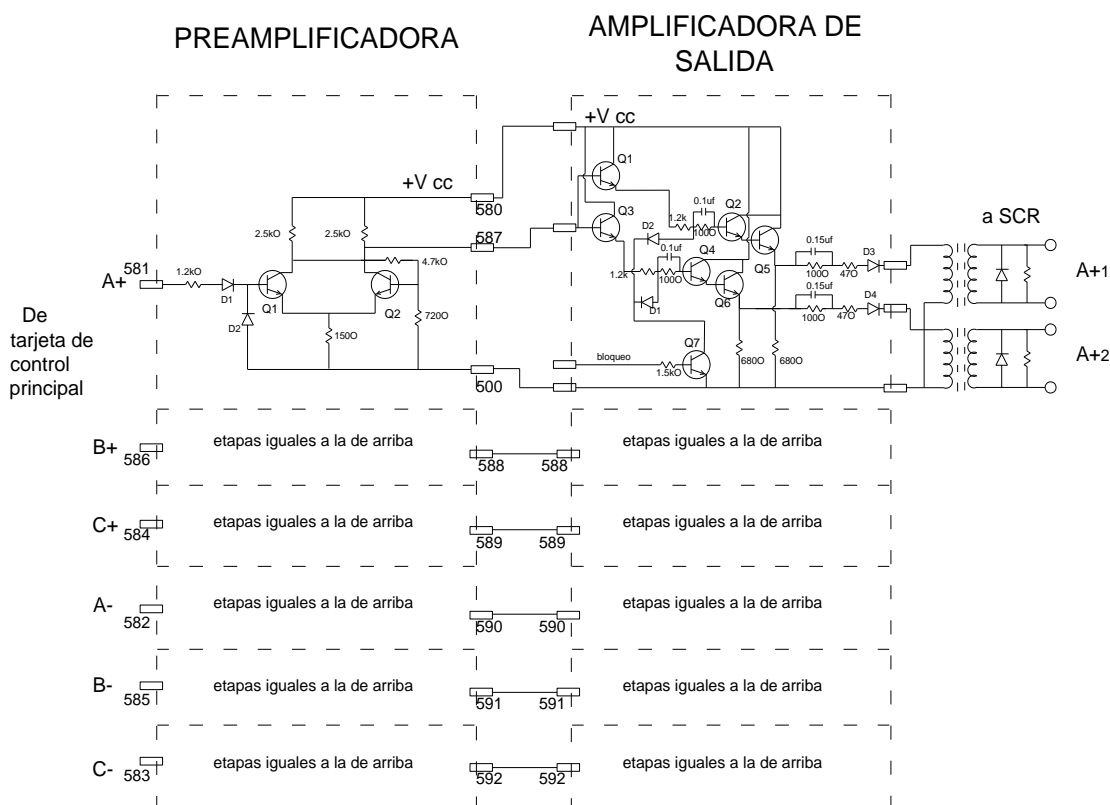 PREAMPLIFICADORA
AMPLIFICADORA DE
SALIDA
+V cc
+V cc
580
587
500
A+
581
1.2kO
D1
D2
2.5kO
2.5kO
4.7kO
Q1
Q2
150O
720O
De
tarjeta de
control
principal
Q1
Q3
D2
0.1uf
1.2k
100O
Q2
Q4
0.1uf
1.2k
100O
D1
Q5
Q6
Q7
bloqueo
1.5kO
680O
680O
0.15uf
100O
47O
D3
0.15uf
100O
47O
D4
a SCR
A+1
A+2
B+
586
etapas iguales a la de arriba
588
588
etapas iguales a la de arriba
C+
584
etapas iguales a la de arriba
589
589
etapas iguales a la de arriba
A-
582
etapas iguales a la de arriba
590
590
etapas iguales a la de arriba
B-
585
etapas iguales a la de arriba
591
591
etapas iguales a la de arriba
C-
583
etapas iguales a la de arriba
592
592
etapas iguales a la de arriba